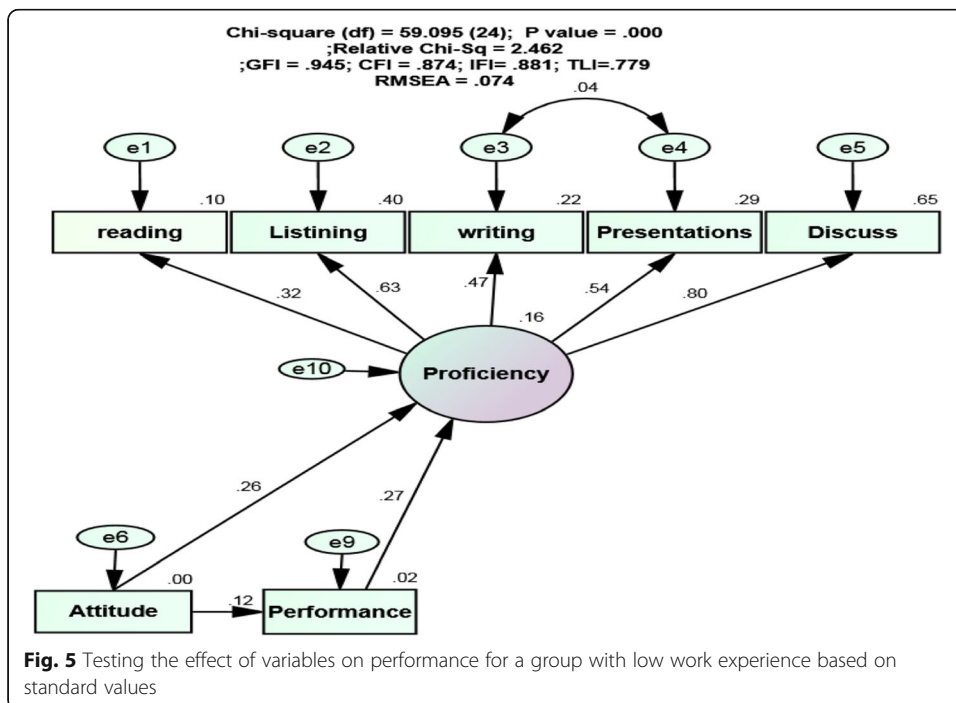 Chi-square (df) = 59.095 (24); P value = .000
;Relative Chi-Sq = 2.462
;GFI = .945; CFI = .874; IFI= .881; TLI=.779
RMSEA = .074
.04
e1
e2
e3
e4
e5
.10
.40
.22
.29
.65
reading
Listining
writing
Presentations
Discuss
.32
.63
.47
.54
.80
.16
e10
Proficiency
.26
.27
e6
e9
.00
.02
Attitude
.12
Performance
Fig. 5 Testing the effect of variables on performance for a group with low work experience based on
standard values